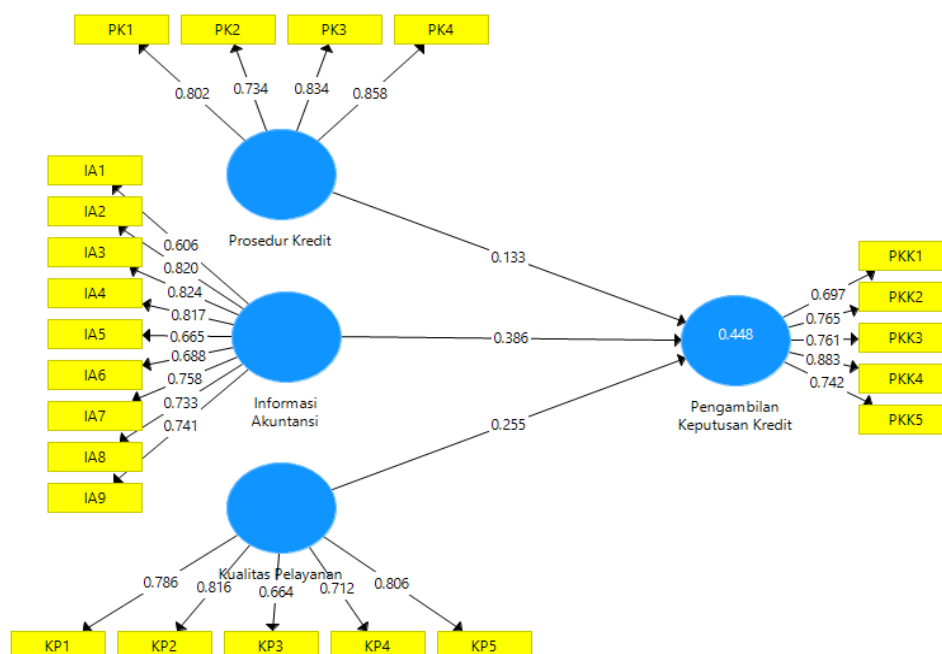 PK1 PK2 PK3 PK4
0.802 0.734 0.834 0.858
Prosedur Kredit
IA1
IA2
IA3
IA4
IA5
IA6
IA7
IA8
IA9
0.606
0.820
0.824
0.817
0.665
0.688
0.758
0.733
0.741
Informasi
Akuntansi
0.133
0.386
0.255
0.448
Pengambilan
Keputusan Kredit
0.697
0.765
0.761
0.883
0.742
PKK1
PKK2
PKK3
PKK4
PKK5
Kualitas Pelayanan
0.786 0.816 0.664 0.712 0.806
KP1 KP2 KP3 KP4 KP5